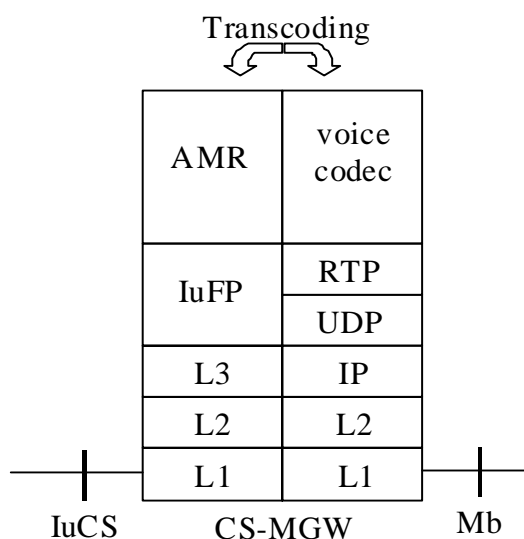 Transcoding
AMR
voice
codec
IuFP
RTP
UDP
L3
IP
L2
L2
L1
L1
IuCS
CS-MGW
Mb